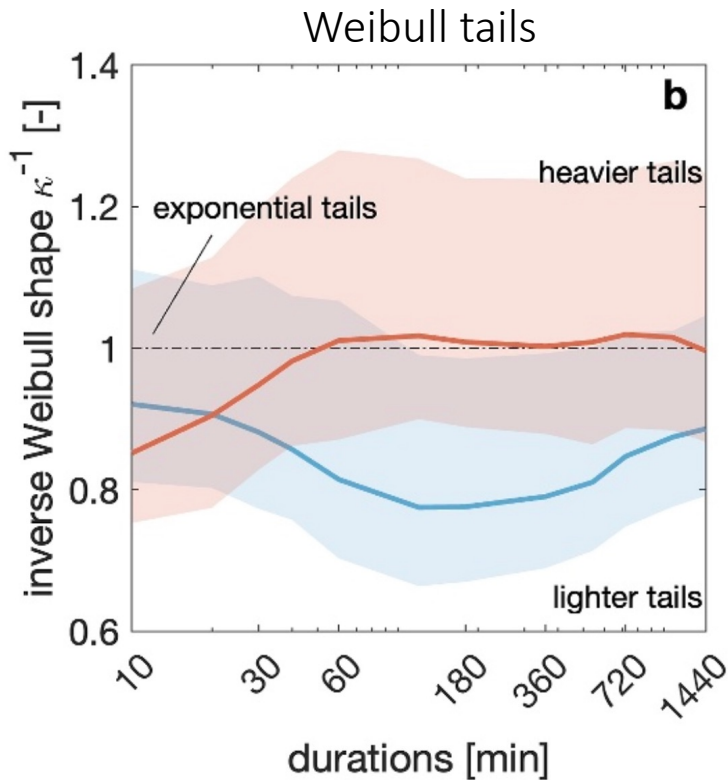 Weibull tails
1.4
b
heavier tails
1.2
exponential tails
1
0.8
lighter tails
0.6
inverse Weibull shape κ⁻¹ [-]
10 30 60 180 360 720 1440
durations [min]